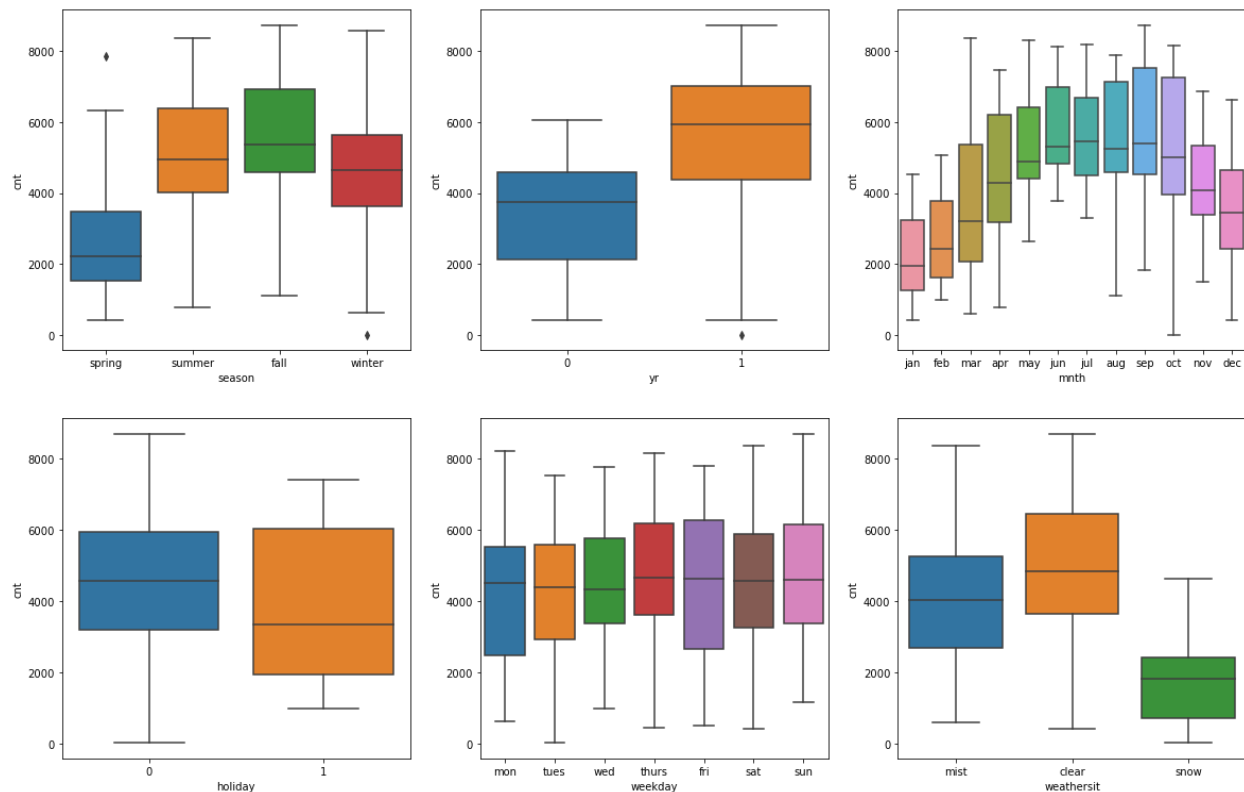 8000
6000
4000
2000
0
cnt
spring summer fall winter
season
8000
6000
4000
2000
0
cnt
0 1
yr
8000
6000
4000
2000
0
cnt
jan feb mar apr may jun jul aug sep oct nov dec
mnth
8000
6000
4000
2000
0
cnt
0 1
holiday
8000
6000
4000
2000
0
cnt
mon tues wed thurs fri sat sun
weekday
8000
6000
4000
2000
0
cnt
mist clear snow
weathersit